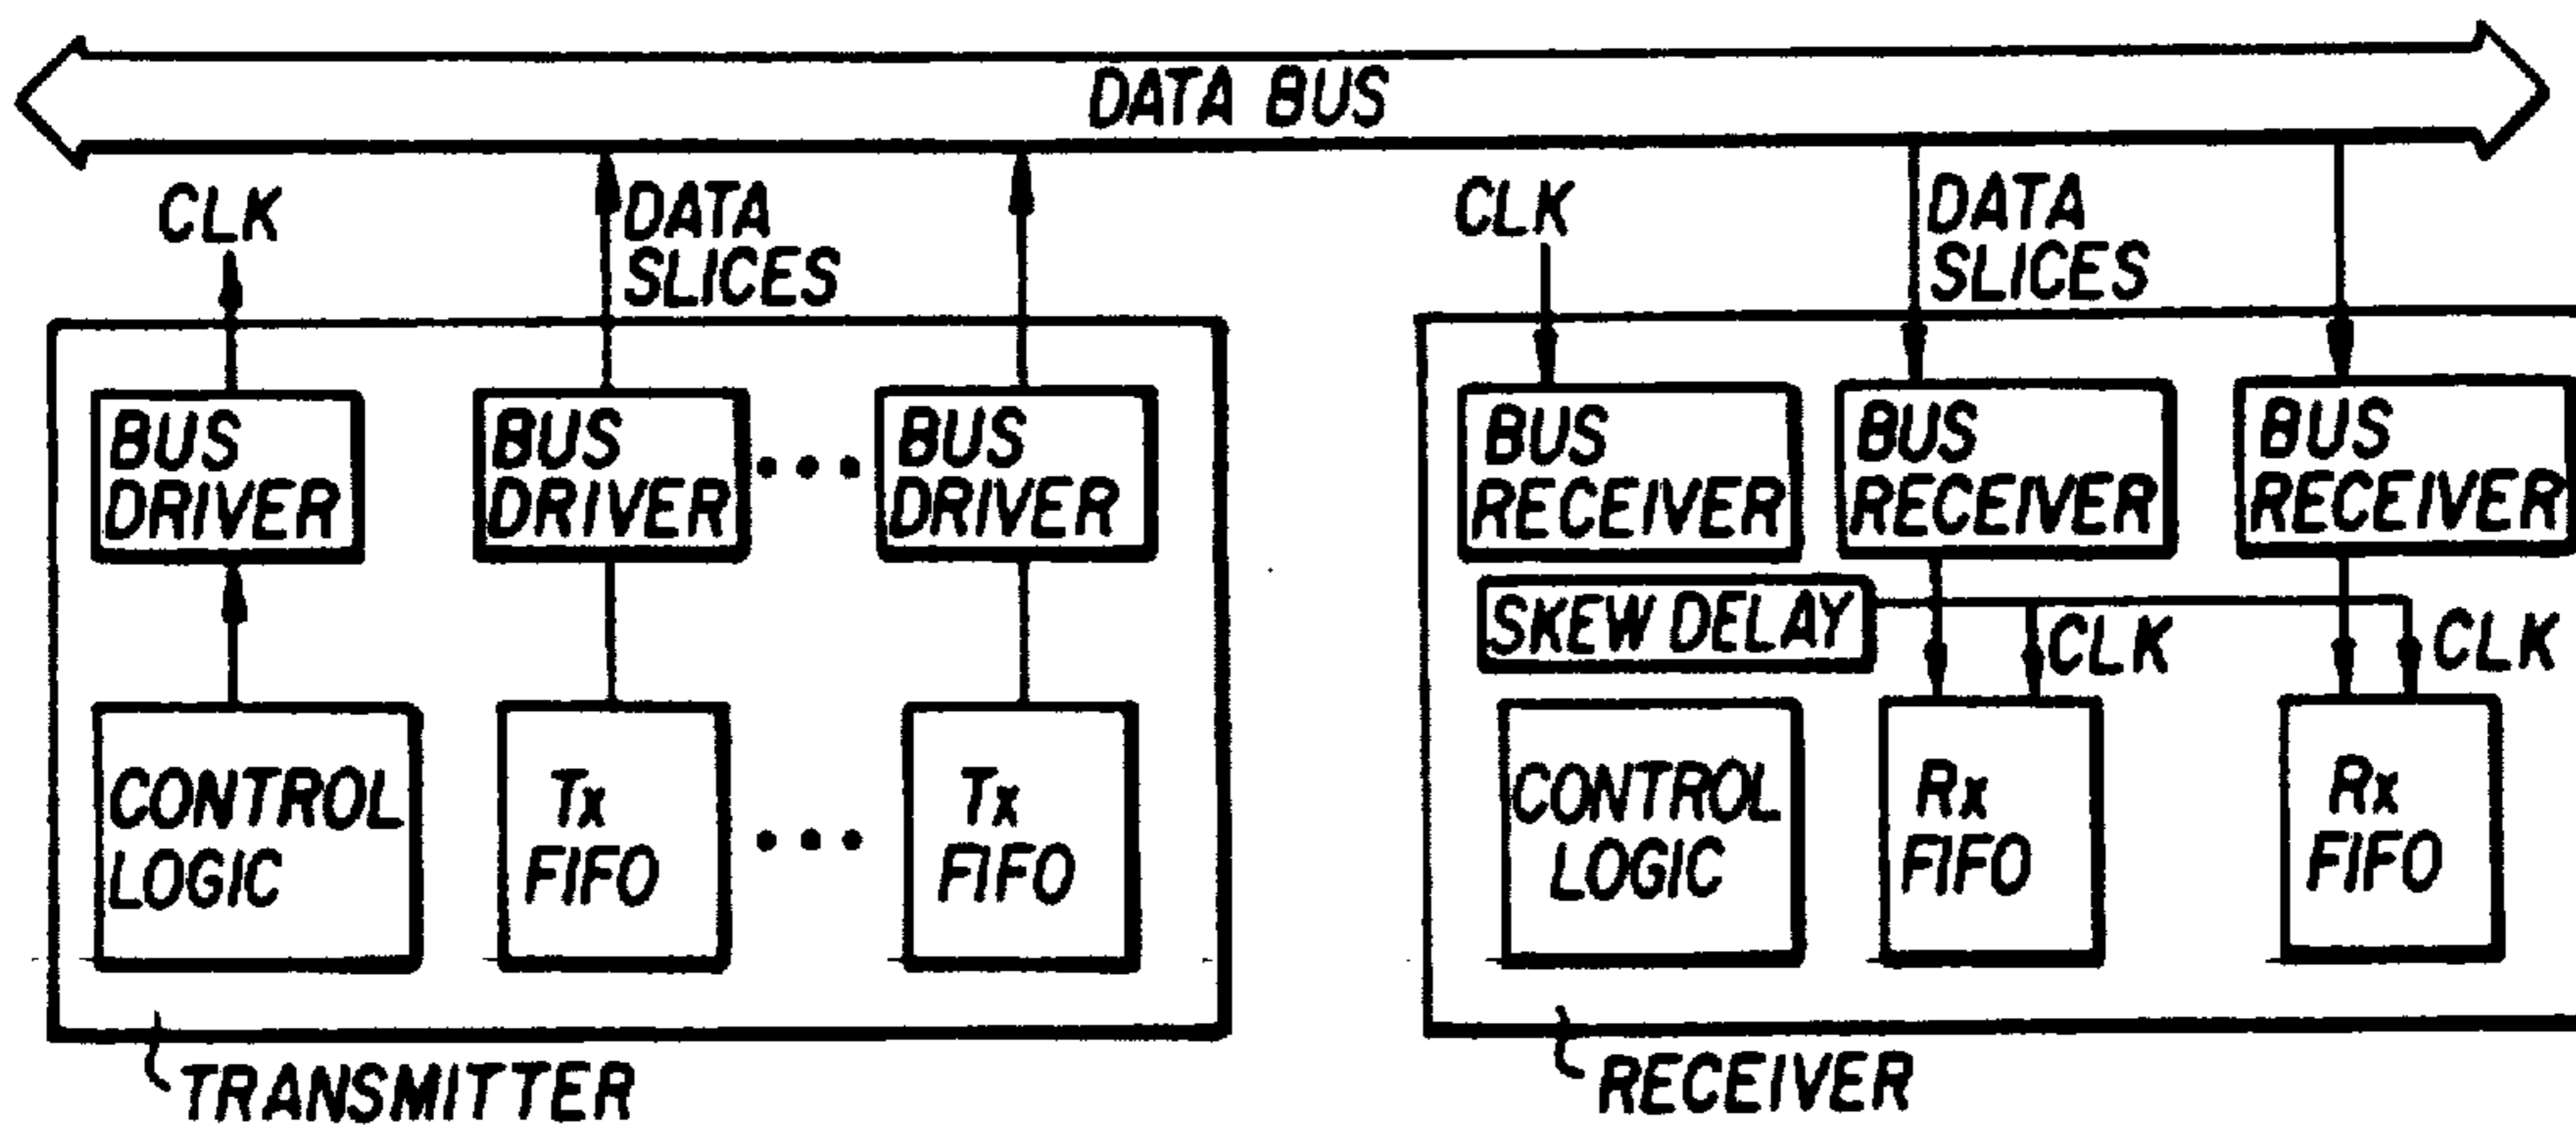 DATA BUS
CLK
DATA
SLICES
CLK
DATA
SLICES
BUS
DRIVER
BUS
DRIVER
BUS
DRIVER
BUS
RECEIVER
BUS
RECEIVER
BUS
RECEIVER
SKEW DELAY
CLK
CLK
CONTROL
LOGIC
Tx
FIFO
Tx
FIFO
CONTROL
LOGIC
Rx
FIFO
Rx
FIFO
TRANSMITTER
RECEIVER